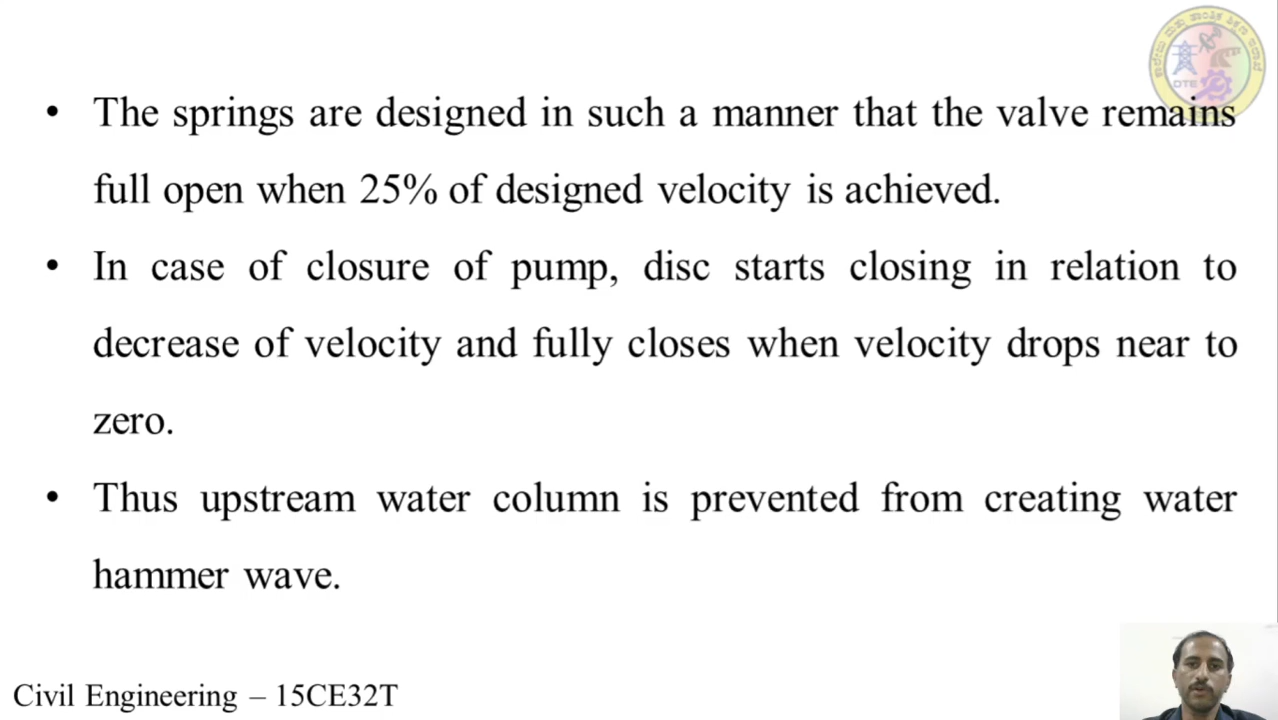 • The springs are designed in such a manner that the valve remains
full open when 25% of designed velocity is achieved.
• In case of closure of pump, disc starts closing in relation to
decrease of velocity and fully closes when velocity drops near to
zero.
• Thus upstream water column is prevented from creating water
hammer wave.
DTE
Civil Engineering – 15CE32T